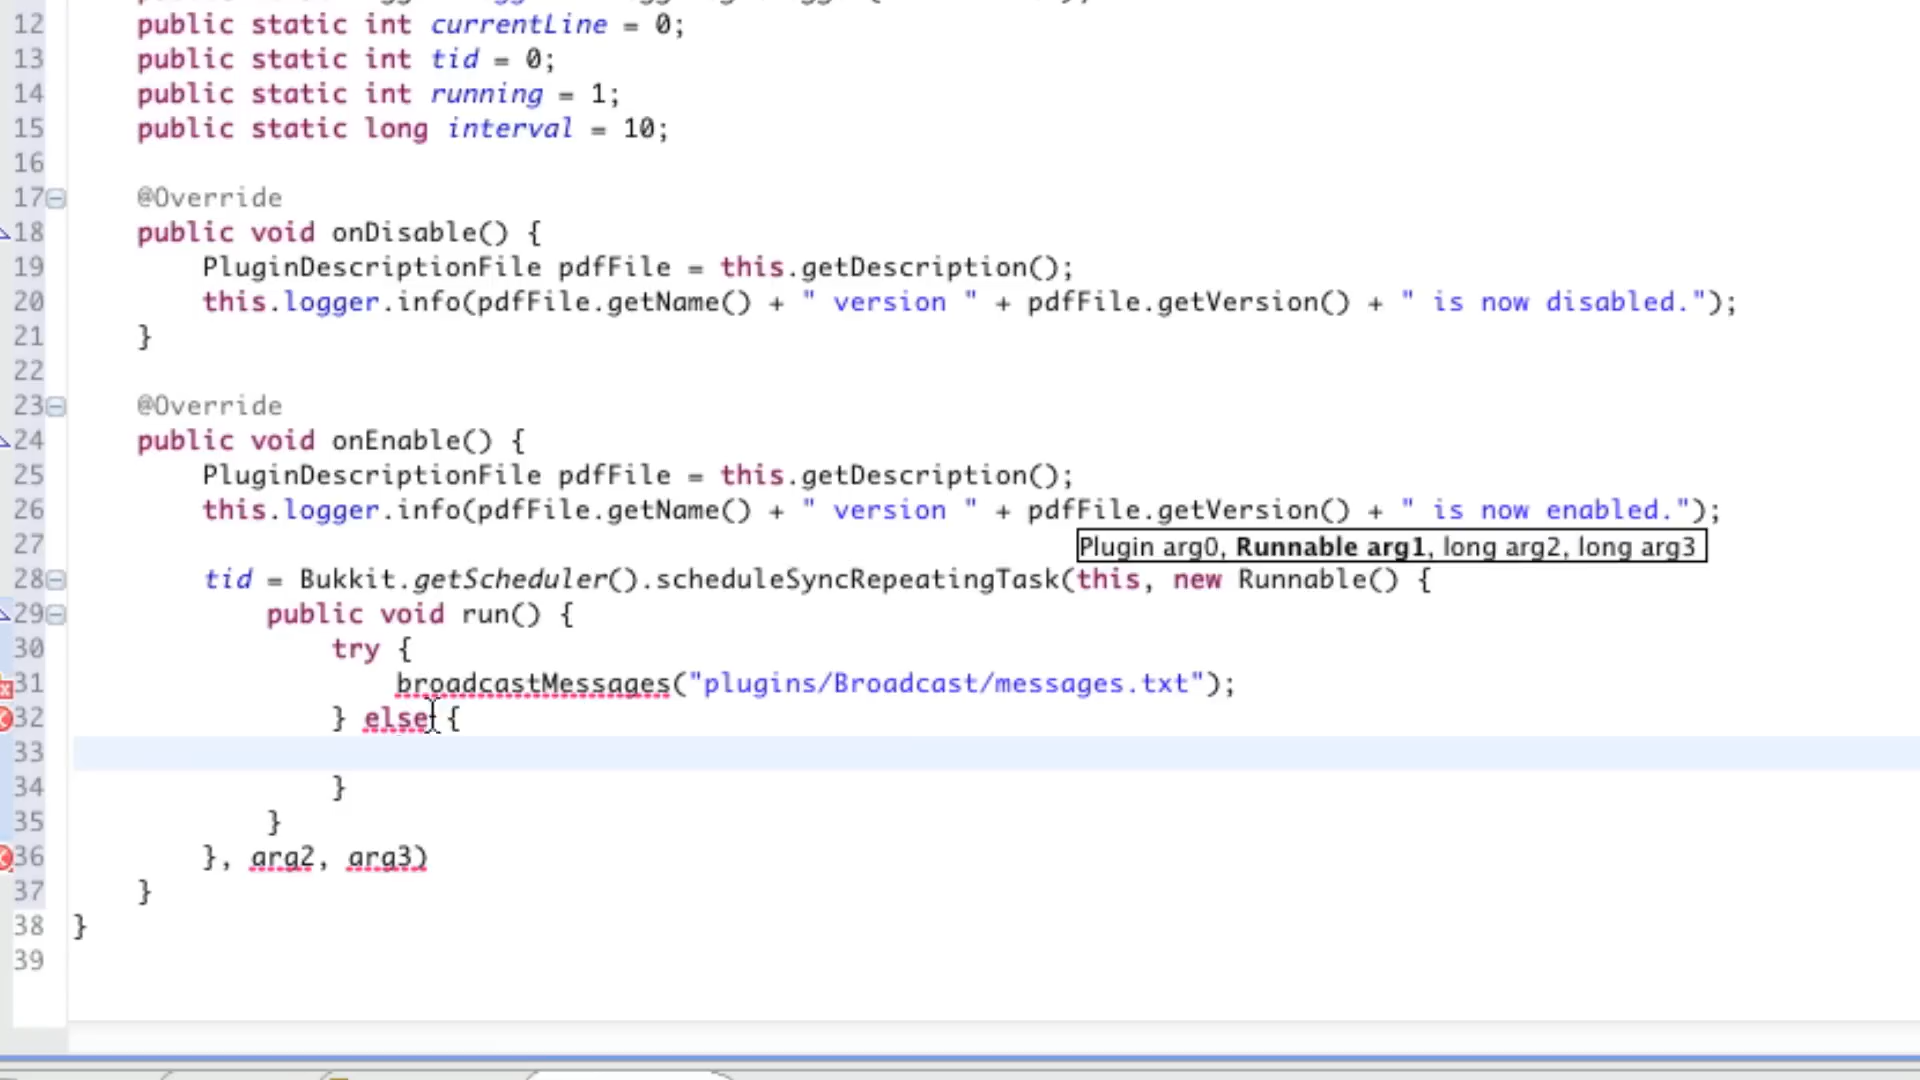 12 public static int currentLine = 0;
13 public static int tid = 0;
14 public static int running = 1;
15 public static long interval = 10;
16
17 @Override
18 public void onDisable() {
19 PluginDescriptionFile pdfFile = this.getDescription();
20 this.logger.info(pdfFile.getName() + " version " + pdfFile.getVersion() + " is now disabled.");
21 }
22
23 @Override
24 public void onEnable() {
25 PluginDescriptionFile pdfFile = this.getDescription();
26 this.logger.info(pdfFile.getName() + " version " + pdfFile.getVersion() + " is now enabled.");
27 Plugin arg0, Runnable arg1, long arg2, long arg3
28 tid = Bukkit.getScheduler().scheduleSyncRepeatingTask(this, new Runnable() {
29 public void run() {
30 try {
31 broadcastMessages("plugins/Broadcast/messages.txt");
32 } else {
33
34 }
35 }
36 }, arg2, arg3)
37 }
38 }
39